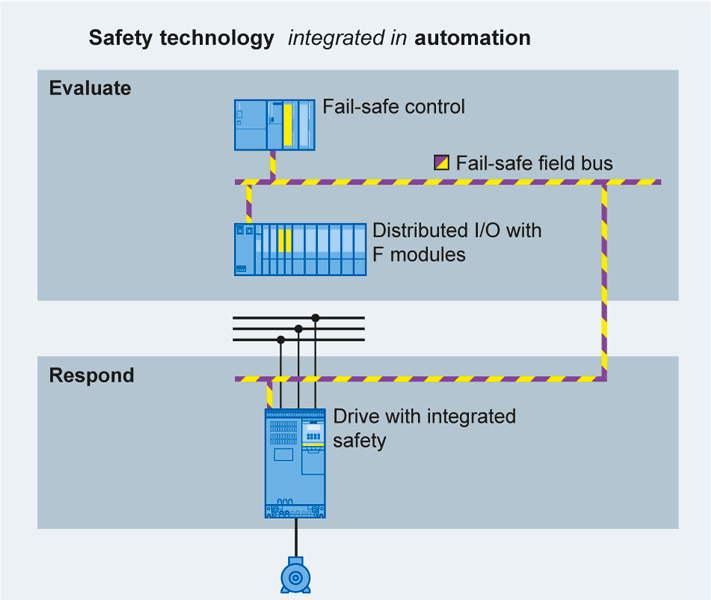 Safety technology integrated in automation
Evaluate
Fail-safe control
Fail-safe field bus
Distributed I/O with
F modules
Respond
Drive with integrated
safety